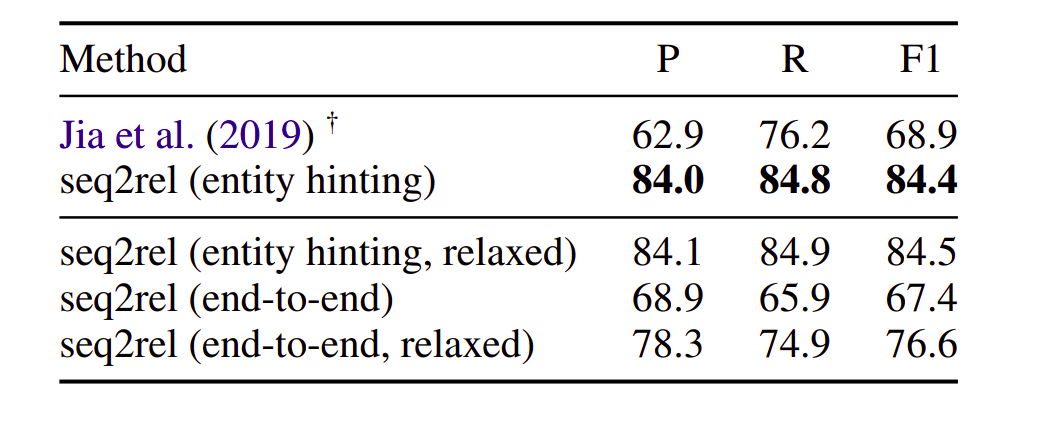 Method P R F1
Jia et al. (2019) † 62.9 76.2 68.9
seq2rel (entity hinting) 84.0 84.8 84.4
seq2rel (entity hinting, relaxed) 84.1 84.9 84.5
seq2rel (end-to-end) 68.9 65.9 67.4
seq2rel (end-to-end, relaxed) 78.3 74.9 76.6